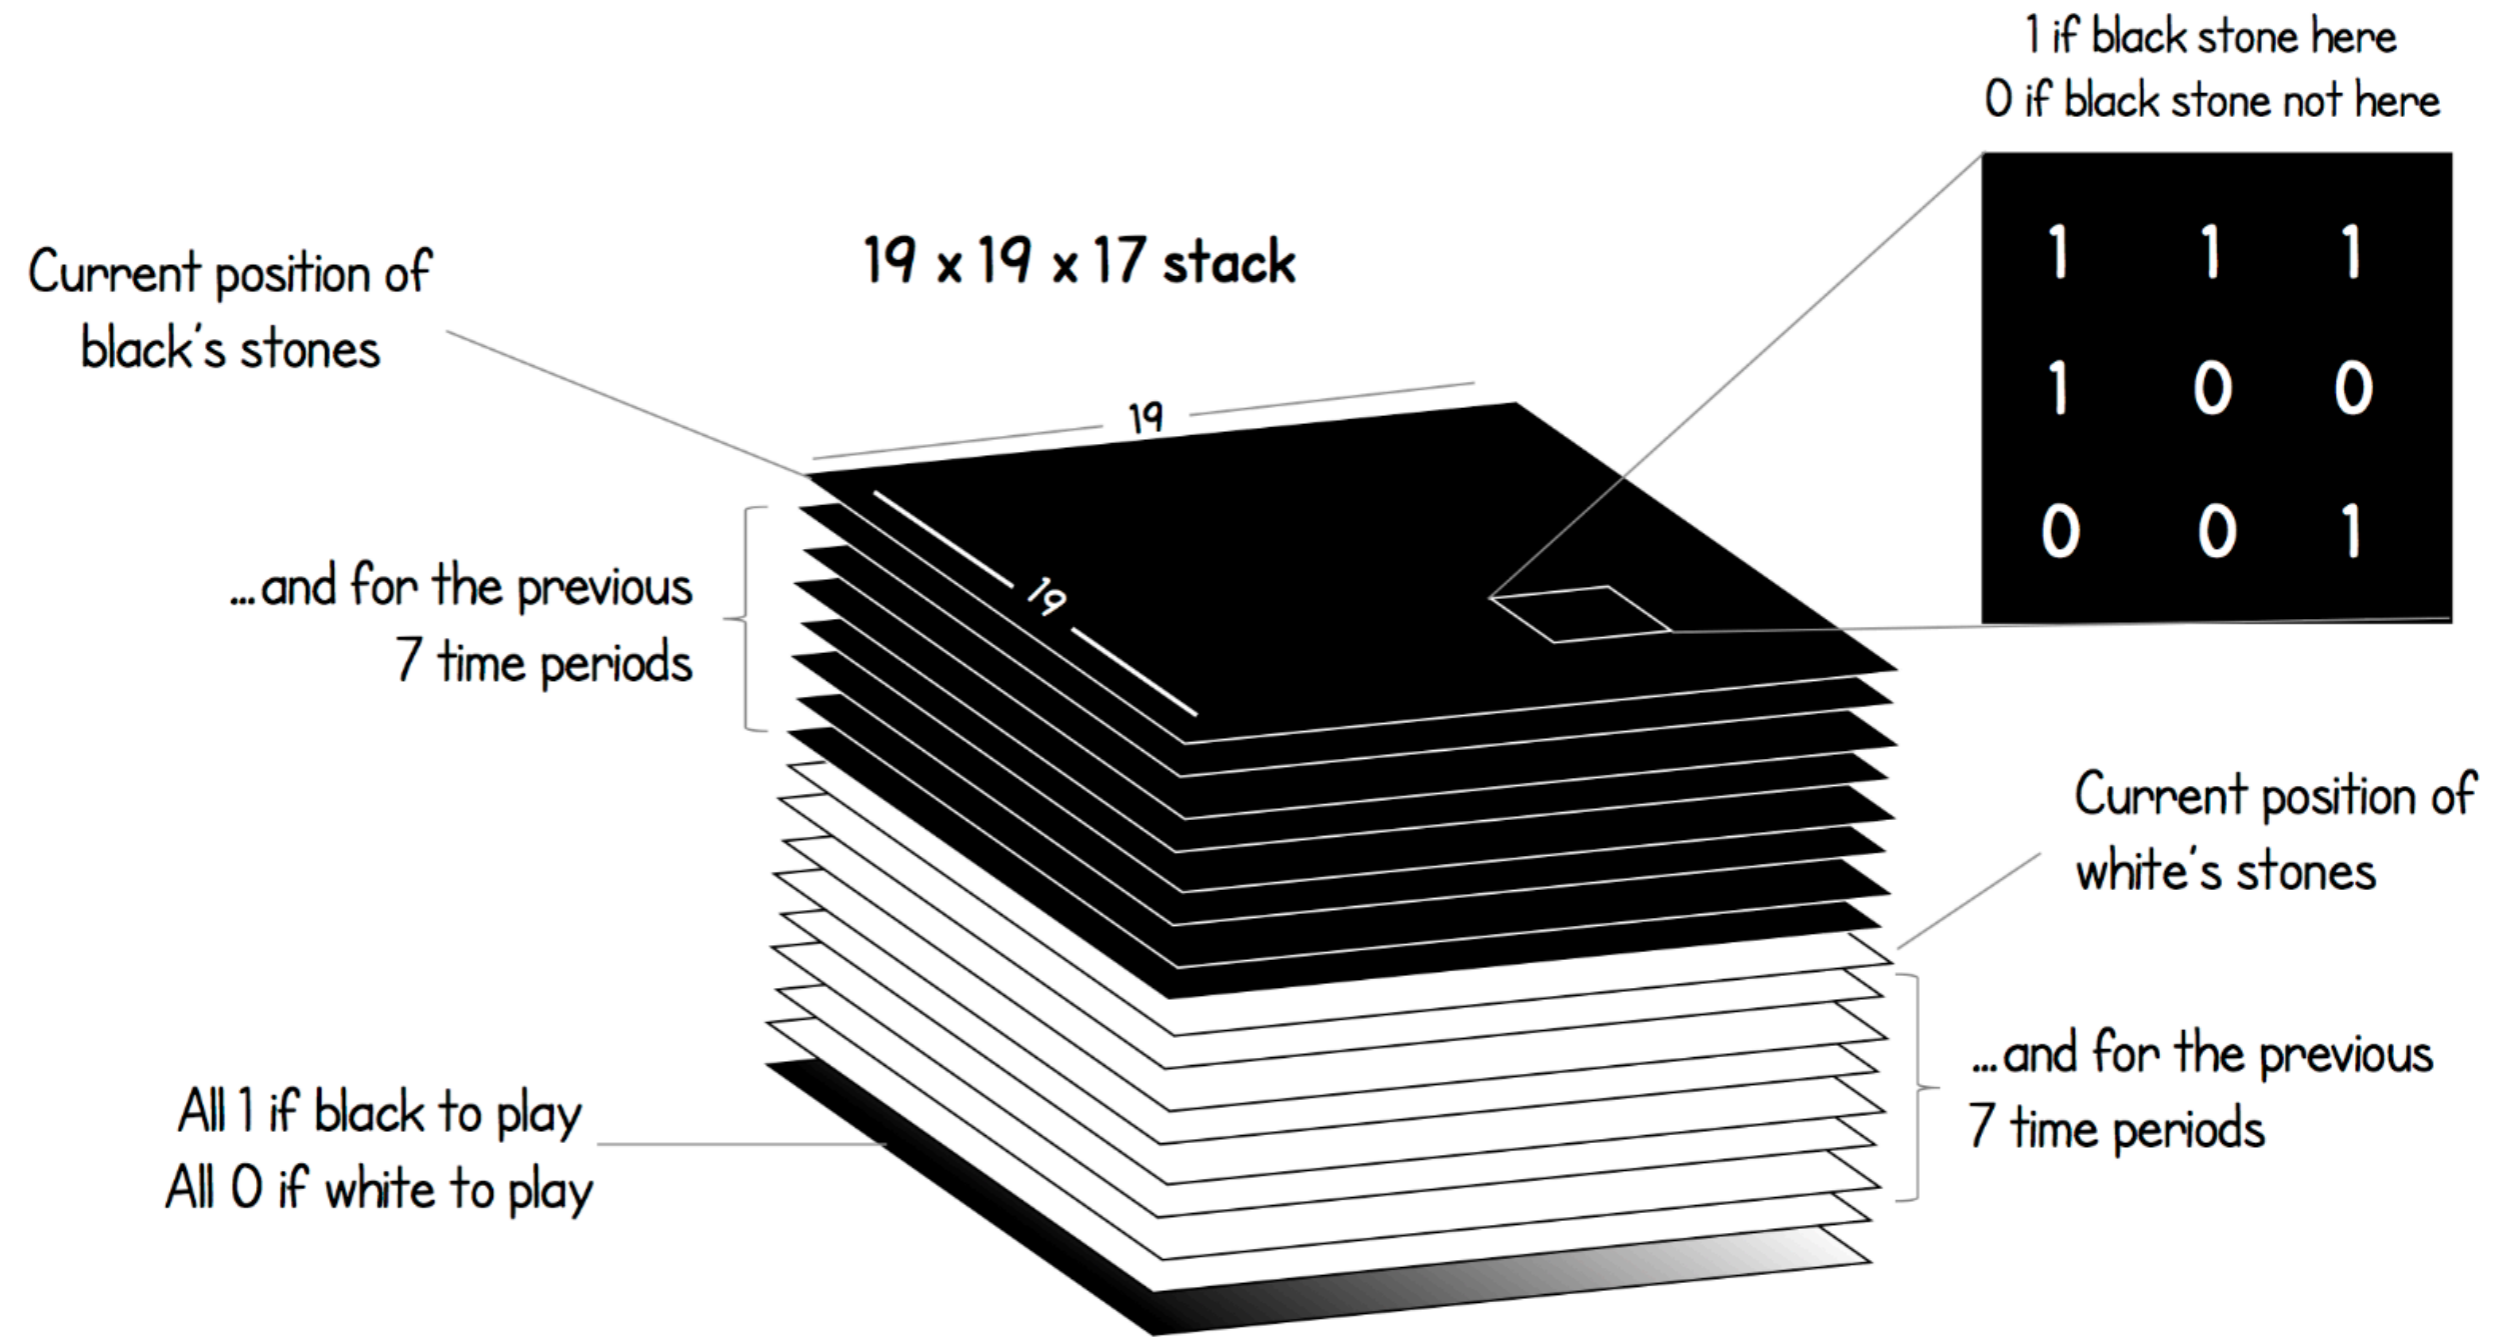 1 if black stone here
0 if black stone not here
1 1 1
1 0 0
0 0 1
19 x 19 x 17 stack
Current position of
black's stones
19
19
...and for the previous
7 time periods
Current position of
white's stones
...and for the previous
7 time periods
All 1 if black to play
All 0 if white to play